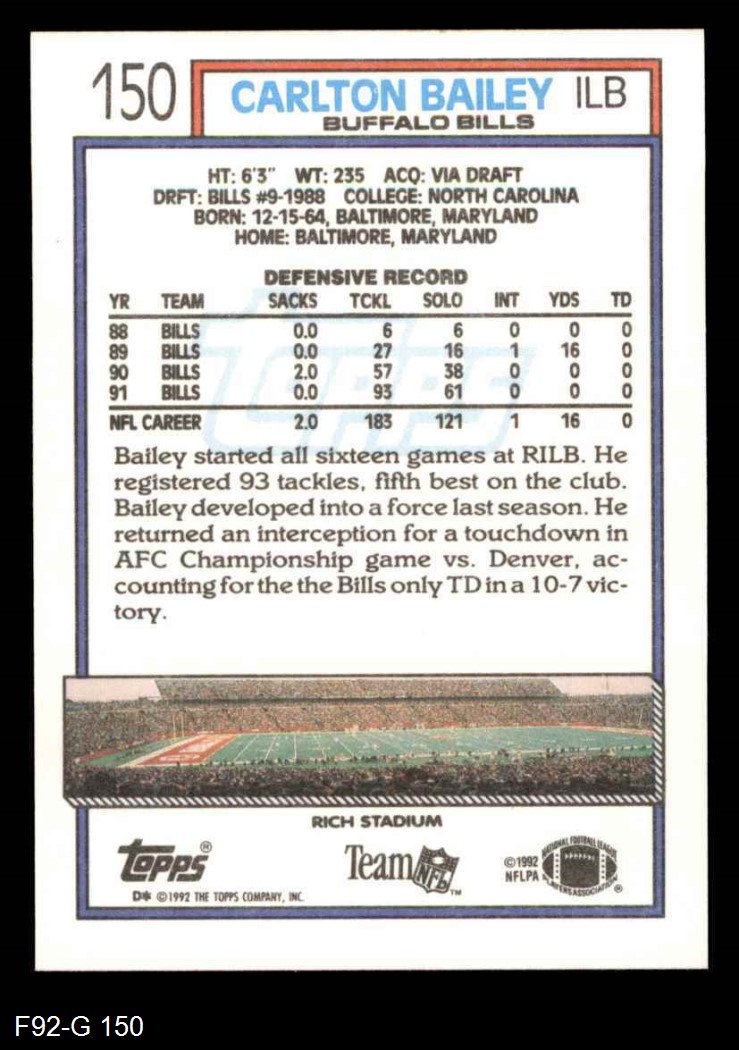 150 CARLTON BAILEY ILB
BUFFALO BILLS
HT: 6'3" WT: 235 ACQ: VIA DRAFT
DRFT: BILLS #9-1988 COLLEGE: NORTH CAROLINA
BORN: 12-15-64, BALTIMORE, MARYLAND
HOME: BALTIMORE, MARYLAND
DEFENSIVE RECORD
YR TEAM SACKS TCKL SOLO INT YDS TD
88 BILLS 0.0 6 6 0 0 0
89 BILLS 0.0 27 16 1 16 0
90 BILLS 2.0 57 38 0 0 0
91 BILLS 0.0 93 61 0 0 0
NFL CAREER 2.0 183 121 1 16 0
TOPPS
Bailey started all sixteen games at RILB. He
registered 93 tackles, fifth best on the club.
Bailey developed into a force last season. He
returned an interception for a touchdown in
AFC Championship game vs. Denver, ac-
counting for the the Bills only TD in a 10-7 vic-
tory.
RICH STADIUM
Topps®
Team NFL™
©1992
NFLPA
NATIONAL FOOTBALL LEAGUE
PLAYERS ASSOCIATION ®
D* ©1992 THE TOPPS COMPANY, INC.
F92-G 150